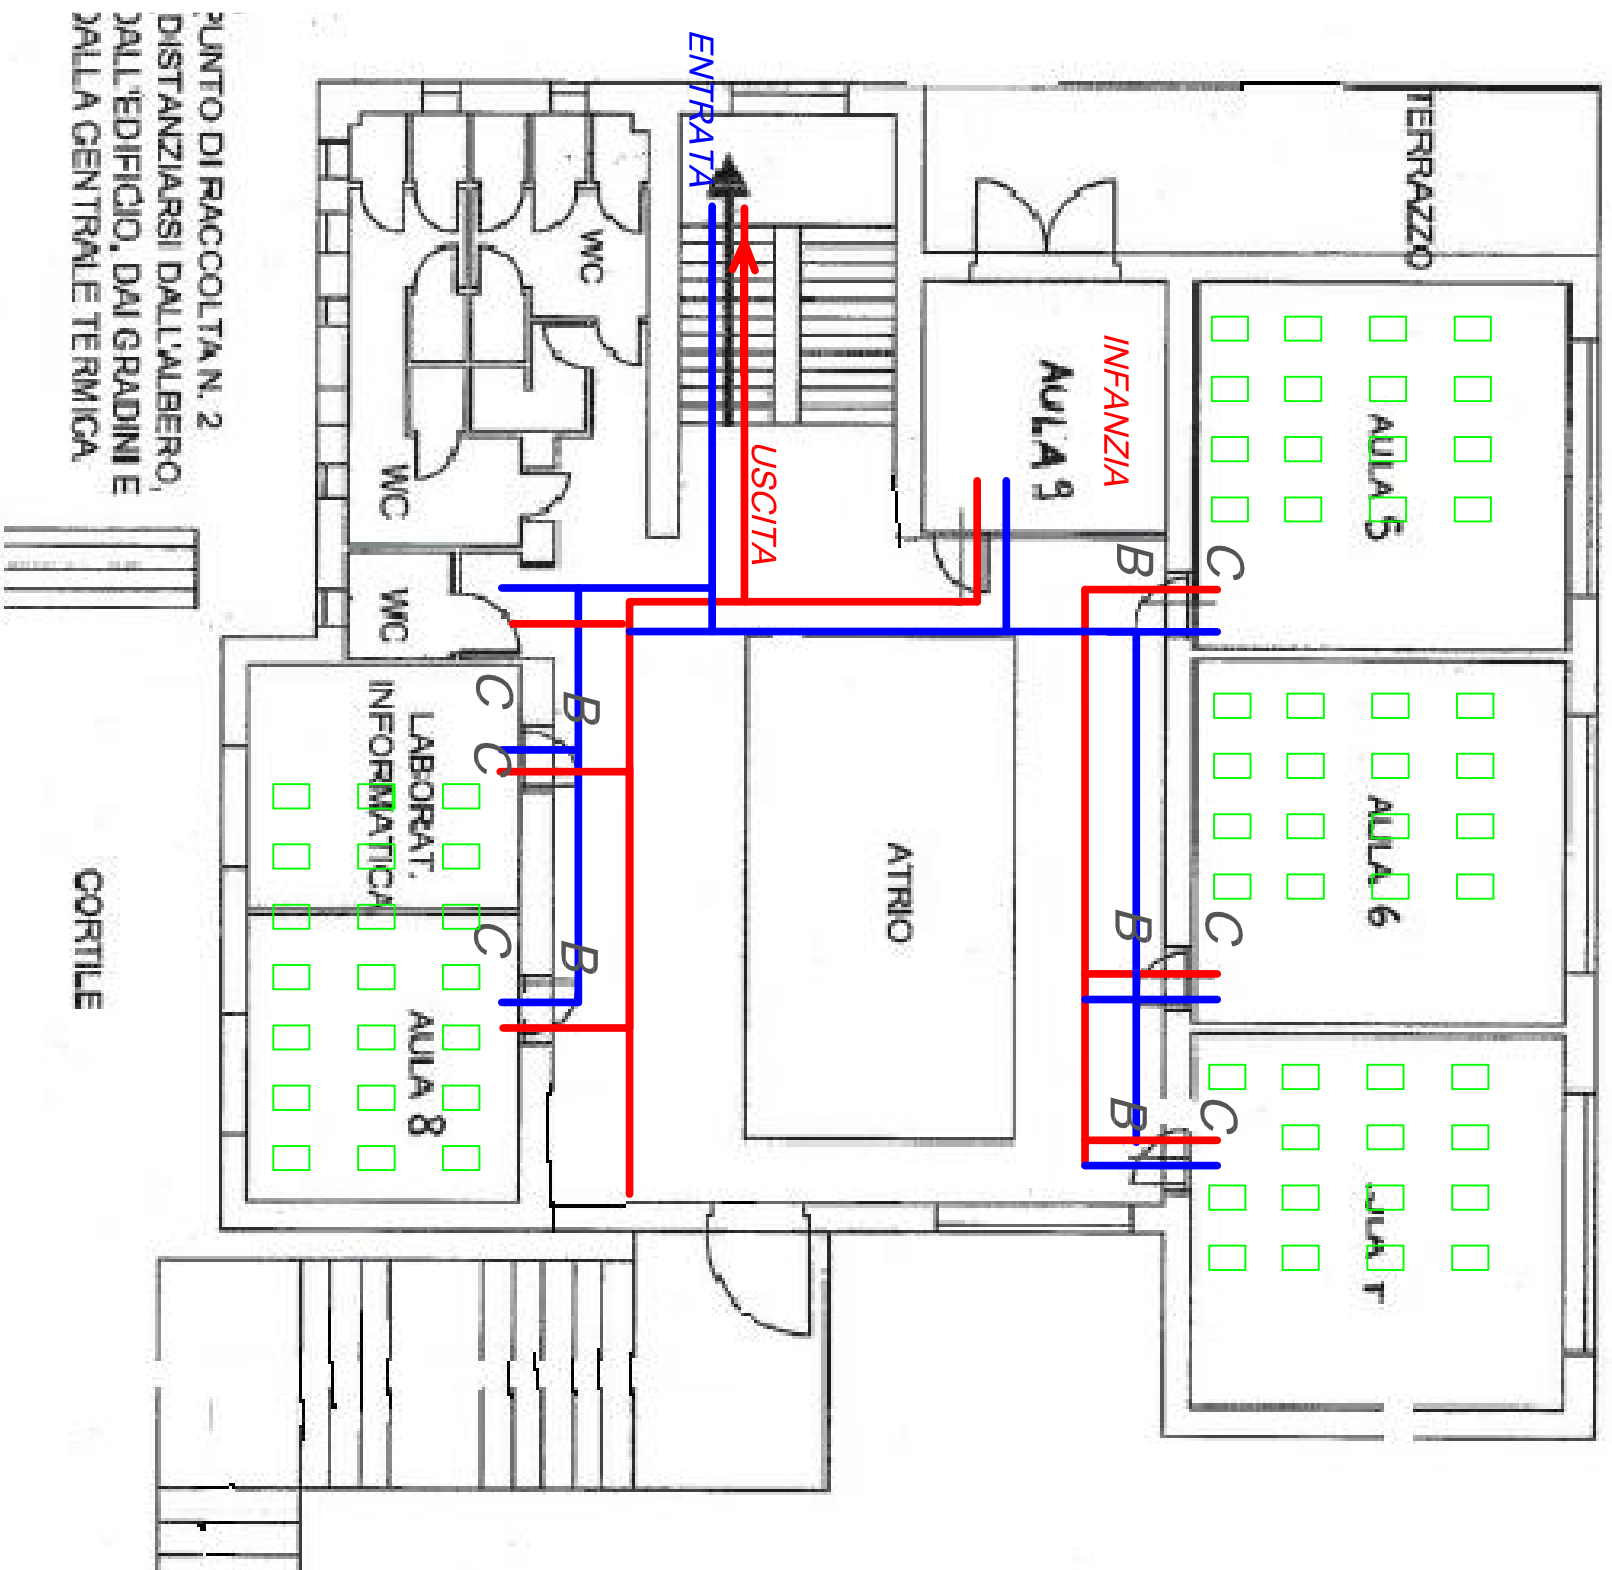 PUNTO DI RACCOLTA N. 2
DISTANZIARSI DALL'ALBERO,
DALL'EDIFICIO, DAI GRADINI E
DALLA CENTRALE TERMICA
ENTRATA
USCITA
TERRAZZO
INFANZIA
AULA 9
AULA 5
AULA 6
WC
WC
WC
C
B
C
B
C
B
C
B
C
C
B
LABORAT.
INFORMATICA
AULA 8
ATRIO
CORTILE